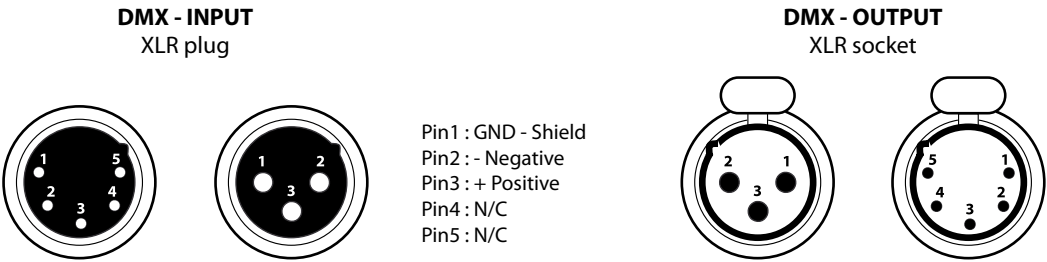 DMX - INPUT
XLR plug
DMX - OUTPUT
XLR socket
1 5
2 4
3
1 2
3
Pin1 : GND - Shield
Pin2 : - Negative
Pin3 : + Positive
Pin4 : N/C
Pin5 : N/C
2 1
3
5 1
4 2
3